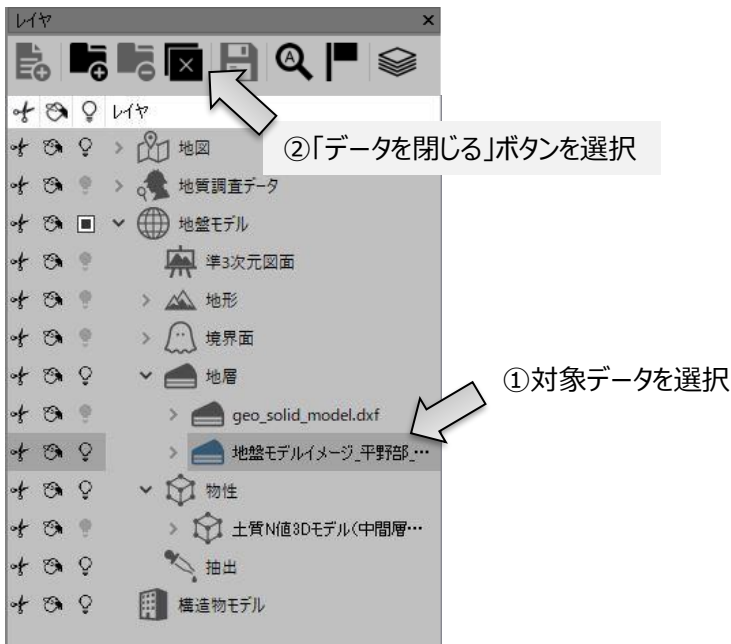 レイヤ
レイヤ
②「データを閉じる」ボタンを選択
地図
地質調査データ
地盤モデル
準3次元図面
地形
境界面
地層
①対象データを選択
geo_solid_model.dxf
地盤モデルイメージ_平野部_…
物性
土質N値3Dモデル(中間層…
抽出
構造物モデル